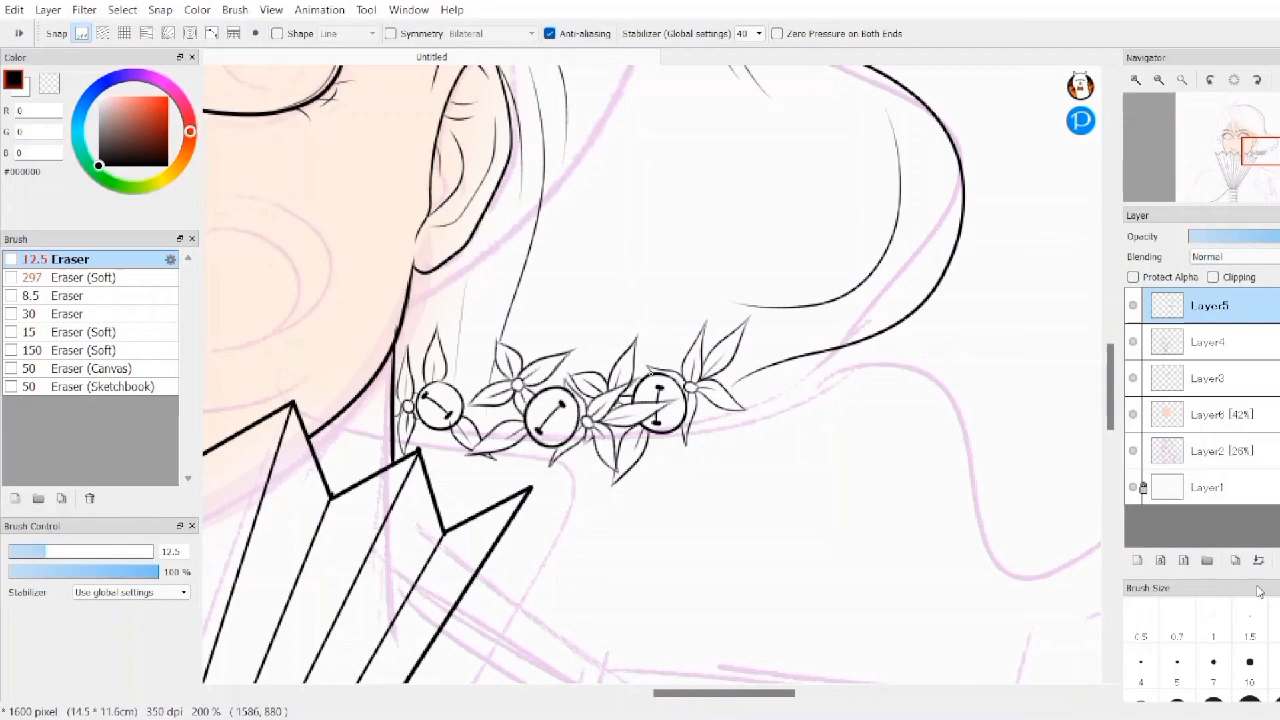 Edit Layer Filter Select Snap Color Brush View Animation Tool Window Help
Snap Shape Line Symmetry Bilateral Anti-aliasing Stabilizer (Global settings) 40 Zero Pressure on Both Ends
Color
Untitled
Navigator
R 0
G 0
B 0
#000000
Brush
12.5 Eraser
297 Eraser (Soft)
8.5 Eraser
30 Eraser
15 Eraser (Soft)
150 Eraser (Soft)
50 Eraser (Canvas)
50 Eraser (Sketchbook)
Brush Control
12.5
100 %
Stabilizer Use global settings
Layer
Opacity
Blending Normal
Protect Alpha Clipping
Layer5
Layer4
Layer3
Layer6 [42%]
Layer2 [26%]
Layer1
Brush Size
0.5 0.7 1 1.5
4 5 7 10
* 1600 pixel (14.5 * 11.6cm) 350 dpi 200 % ( 1586, 880 )